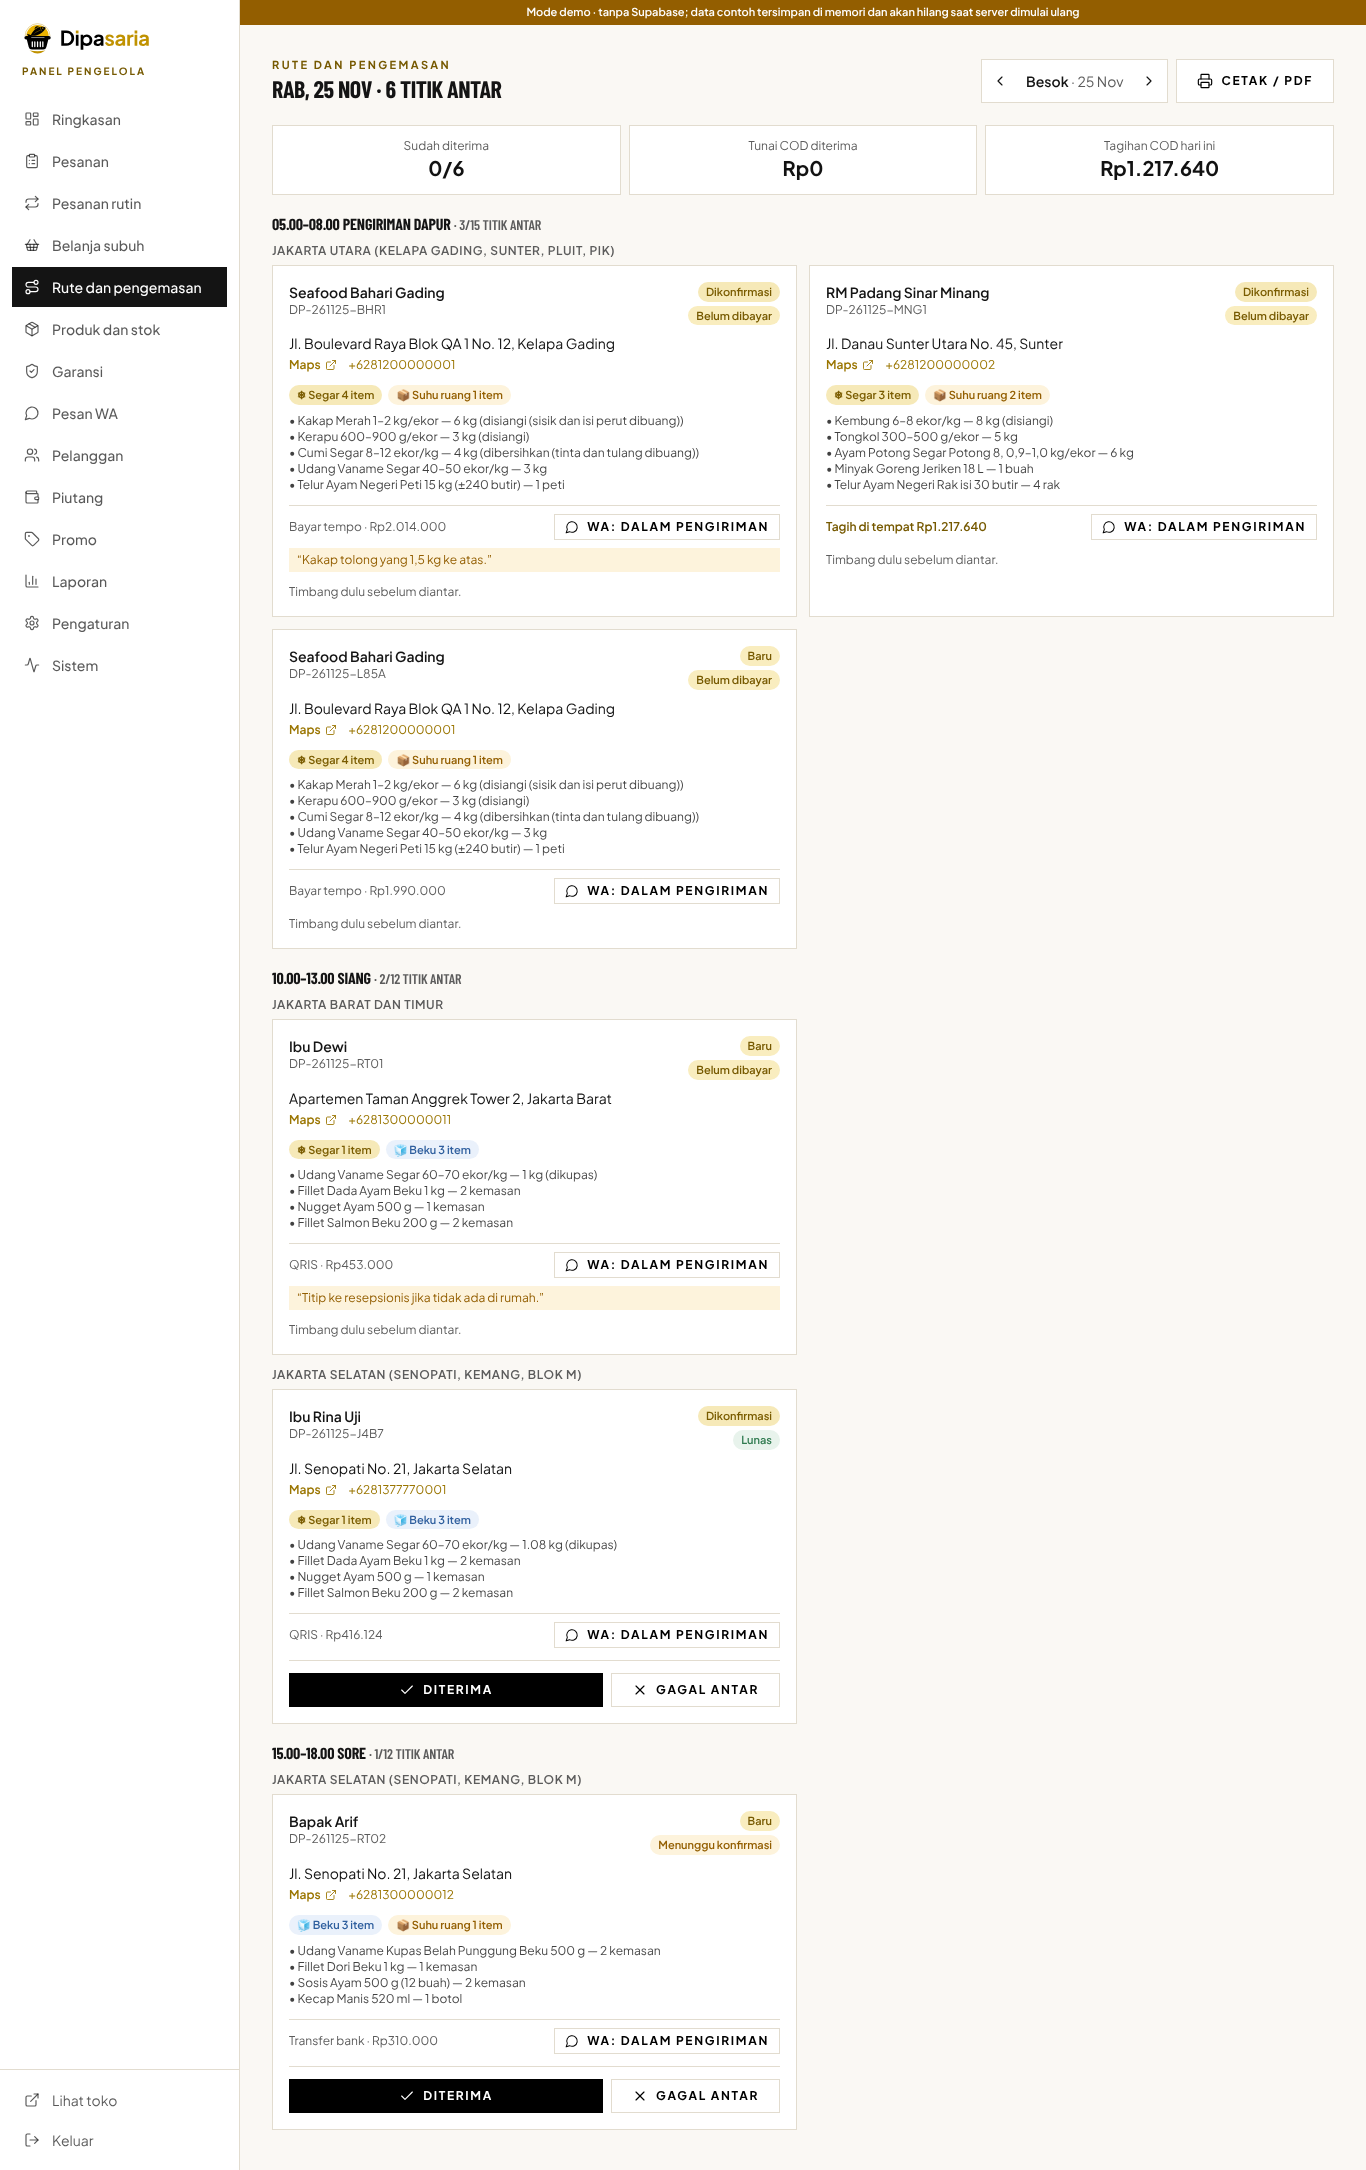 Mode demo · tanpa Supabase; data contoh tersimpan di memori dan akan hilang saat server dimulai ulang
Dipasaria
PANEL PENGELOLA
Ringkasan
Pesanan
Pesanan rutin
Belanja subuh
Rute dan pengemasan
Produk dan stok
Garansi
Pesan WA
Pelanggan
Piutang
Promo
Laporan
Pengaturan
Sistem
Lihat toko
Keluar
RUTE DAN PENGEMASAN
RAB, 25 NOV · 6 TITIK ANTAR
Besok · 25 Nov
CETAK / PDF
Sudah diterima
0/6
Tunai COD diterima
Rp0
Tagihan COD hari ini
Rp1.217.640
05.00–08.00 PENGIRIMAN DAPUR · 3/15 TITIK ANTAR
JAKARTA UTARA (KELAPA GADING, SUNTER, PLUIT, PIK)
Seafood Bahari Gading
DP-261125-BHR1
Dikonfirmasi
Belum dibayar
Jl. Boulevard Raya Blok QA 1 No. 12, Kelapa Gading
Maps +6281200000001
❄ Segar 4 item 📦 Suhu ruang 1 item
• Kakap Merah 1–2 kg/ekor — 6 kg (disiangi (sisik dan isi perut dibuang))
• Kerapu 600–900 g/ekor — 3 kg (disiangi)
• Cumi Segar 8–12 ekor/kg — 4 kg (dibersihkan (tinta dan tulang dibuang))
• Udang Vaname Segar 40–50 ekor/kg — 3 kg
• Telur Ayam Negeri Peti 15 kg (±240 butir) — 1 peti
Bayar tempo · Rp2.014.000
WA: DALAM PENGIRIMAN
“Kakap tolong yang 1,5 kg ke atas.”
Timbang dulu sebelum diantar.
RM Padang Sinar Minang
DP-261125-MNG1
Dikonfirmasi
Belum dibayar
Jl. Danau Sunter Utara No. 45, Sunter
Maps +6281200000002
❄ Segar 3 item 📦 Suhu ruang 2 item
• Kembung 6–8 ekor/kg — 8 kg (disiangi)
• Tongkol 300–500 g/ekor — 5 kg
• Ayam Potong Segar Potong 8, 0,9–1,0 kg/ekor — 6 kg
• Minyak Goreng Jeriken 18 L — 1 buah
• Telur Ayam Negeri Rak isi 30 butir — 4 rak
Tagih di tempat Rp1.217.640
WA: DALAM PENGIRIMAN
Timbang dulu sebelum diantar.
Seafood Bahari Gading
DP-261125-L85A
Baru
Belum dibayar
Jl. Boulevard Raya Blok QA 1 No. 12, Kelapa Gading
Maps +6281200000001
❄ Segar 4 item 📦 Suhu ruang 1 item
• Kakap Merah 1–2 kg/ekor — 6 kg (disiangi (sisik dan isi perut dibuang))
• Kerapu 600–900 g/ekor — 3 kg (disiangi)
• Cumi Segar 8–12 ekor/kg — 4 kg (dibersihkan (tinta dan tulang dibuang))
• Udang Vaname Segar 40–50 ekor/kg — 3 kg
• Telur Ayam Negeri Peti 15 kg (±240 butir) — 1 peti
Bayar tempo · Rp1.990.000
WA: DALAM PENGIRIMAN
Timbang dulu sebelum diantar.
10.00–13.00 SIANG · 2/12 TITIK ANTAR
JAKARTA BARAT DAN TIMUR
Ibu Dewi
DP-261125-RT01
Baru
Belum dibayar
Apartemen Taman Anggrek Tower 2, Jakarta Barat
Maps +6281300000011
❄ Segar 1 item 🧊 Beku 3 item
• Udang Vaname Segar 60–70 ekor/kg — 1 kg (dikupas)
• Fillet Dada Ayam Beku 1 kg — 2 kemasan
• Nugget Ayam 500 g — 1 kemasan
• Fillet Salmon Beku 200 g — 2 kemasan
QRIS · Rp453.000
WA: DALAM PENGIRIMAN
“Titip ke resepsionis jika tidak ada di rumah.”
Timbang dulu sebelum diantar.
JAKARTA SELATAN (SENOPATI, KEMANG, BLOK M)
Ibu Rina Uji
DP-261125-J4B7
Dikonfirmasi
Lunas
Jl. Senopati No. 21, Jakarta Selatan
Maps +6281377770001
❄ Segar 1 item 🧊 Beku 3 item
• Udang Vaname Segar 60–70 ekor/kg — 1.08 kg (dikupas)
• Fillet Dada Ayam Beku 1 kg — 2 kemasan
• Nugget Ayam 500 g — 1 kemasan
• Fillet Salmon Beku 200 g — 2 kemasan
QRIS · Rp416.124
WA: DALAM PENGIRIMAN
DITERIMA
GAGAL ANTAR
15.00–18.00 SORE · 1/12 TITIK ANTAR
JAKARTA SELATAN (SENOPATI, KEMANG, BLOK M)
Bapak Arif
DP-261125-RT02
Baru
Menunggu konfirmasi
Jl. Senopati No. 21, Jakarta Selatan
Maps +6281300000012
🧊 Beku 3 item 📦 Suhu ruang 1 item
• Udang Vaname Kupas Belah Punggung Beku 500 g — 2 kemasan
• Fillet Dori Beku 1 kg — 1 kemasan
• Sosis Ayam 500 g (12 buah) — 2 kemasan
• Kecap Manis 520 ml — 1 botol
Transfer bank · Rp310.000
WA: DALAM PENGIRIMAN
DITERIMA
GAGAL ANTAR